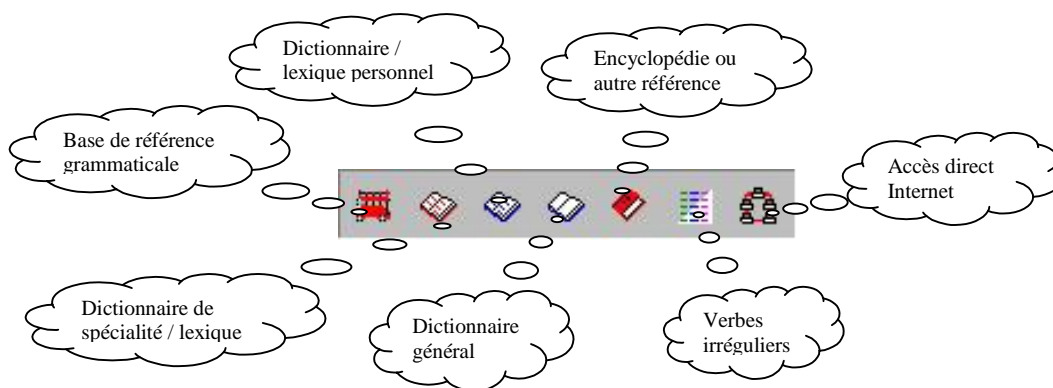 Dictionnaire /
lexique personnel
Encyclopédie ou
autre référence
Base de référence
grammaticale
Accès direct
Internet
Dictionnaire de
spécialité / lexique
Dictionnaire
général
Verbes
irréguliers